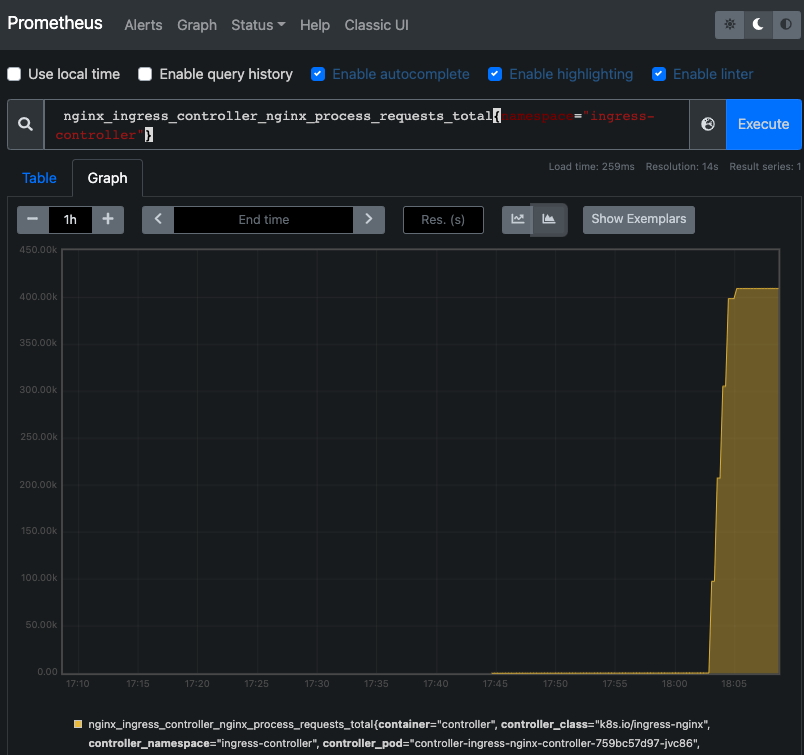 Prometheus Alerts Graph Status Help Classic UI
Use local time Enable query history Enable autocomplete Enable highlighting Enable linter
nginx_ingress_controller_nginx_process_requests_total{namespace="ingress-
controller"}
Execute
Load time: 259ms Resolution: 14s Result series: 1
Table Graph
1h End time Res. (s) Show Exemplars
450.00k
400.00k
350.00k
300.00k
250.00k
200.00k
150.00k
100.00k
50.00k
0.00
17:10 17:15 17:20 17:25 17:30 17:35 17:40 17:45 17:50 17:55 18:00 18:05
nginx_ingress_controller_nginx_process_requests_total{container="controller", controller_class="k8s.io/ingress-nginx",
controller_namespace="ingress-controller", controller_pod="controller-ingress-nginx-controller-759bc57d97-jvc86",